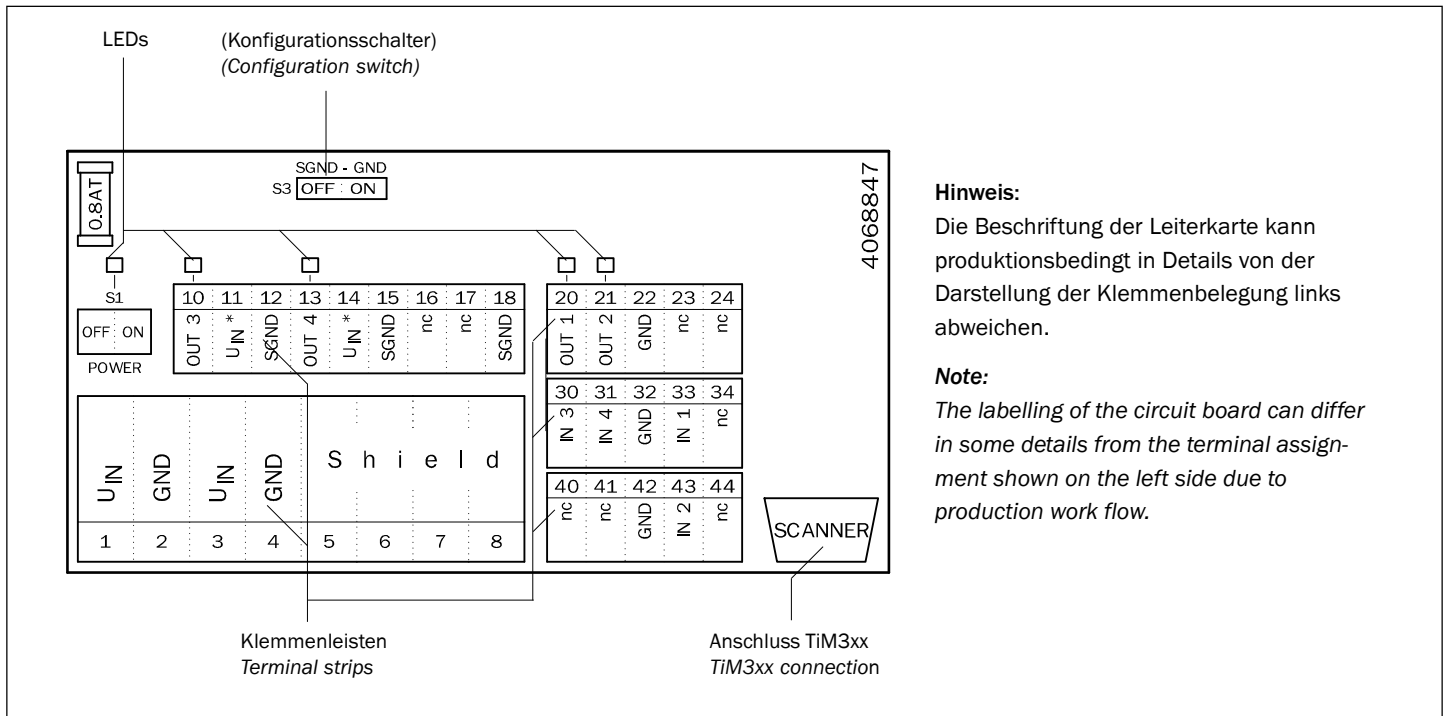 LEDs
(Konfigurationsschalter)
(Configuration switch)
0.8AT
SGND - GND
S3 OFF ON
4068847
S1
OFF ON
POWER
10 11 12 13 14 15 16 17 18
OUT 3 UIN * SGND OUT 4 UIN * SGND nc nc SGND
20 21 22 23 24
OUT 1 OUT 2 GND nc nc
30 31 32 33 34
IN 3 IN 4 GND IN 1 nc
40 41 42 43 44
nc nc GND IN 2 nc
UIN GND UIN GND Shield
1 2 3 4 5 6 7 8
SCANNER
Klemmenleisten
Terminal strips
Anschluss TiM3xx
TiM3xx connection
Hinweis:
Die Beschriftung der Leiterkarte kann
produktionsbedingt in Details von der
Darstellung der Klemmenbelegung links
abweichen.
Note:
The labelling of the circuit board can differ
in some details from the terminal assign-
ment shown on the left side due to
production work flow.